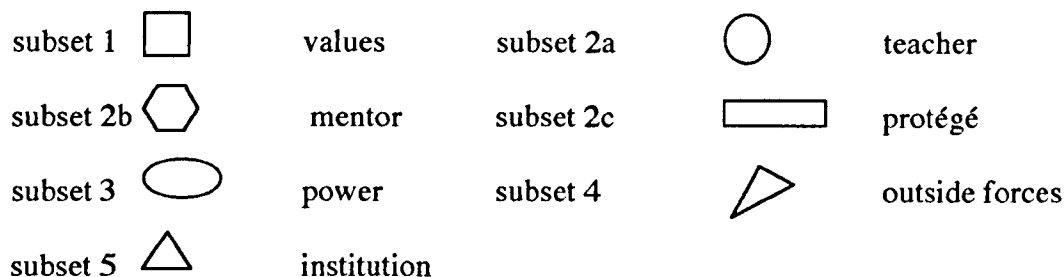 subset 1 values subset 2a teacher
subset 2b mentor subset 2c protégé
subset 3 power subset 4 outside forces
subset 5 institution